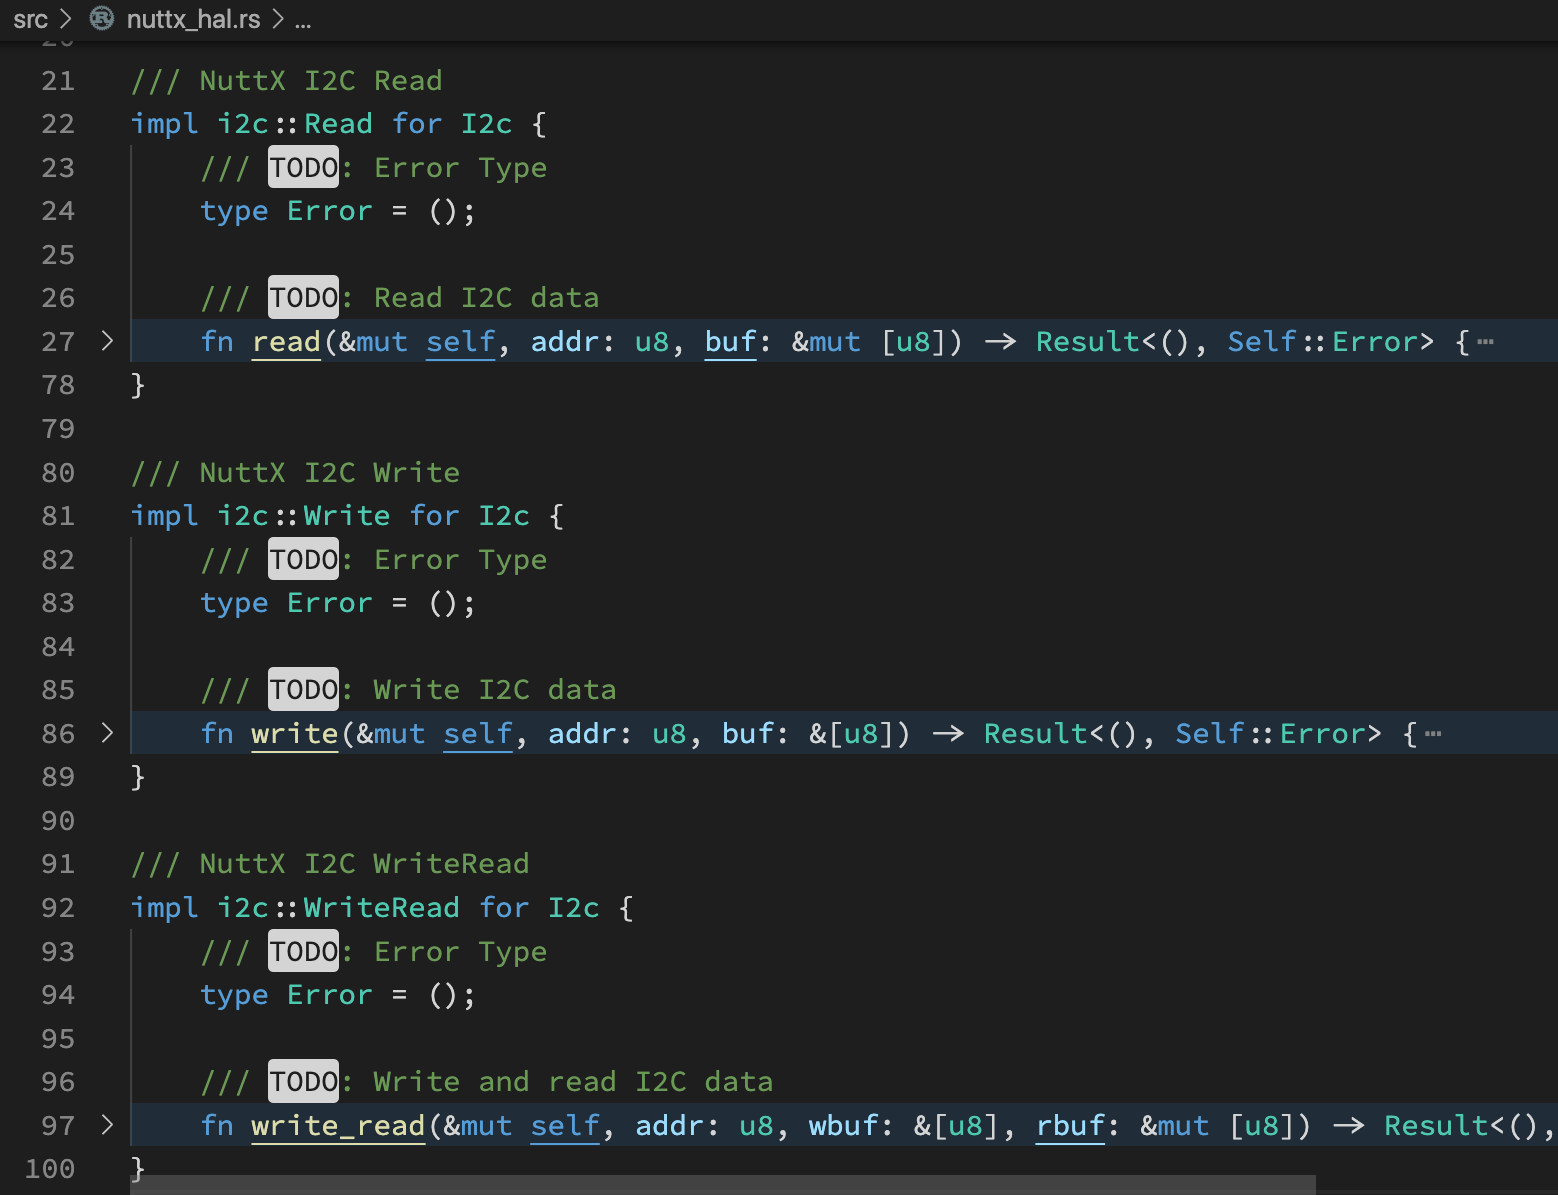 src > nuttx_hal.rs > ...
20
21 /// NuttX I2C Read
22 impl i2c::Read for I2c {
23 /// TODO: Error Type
24 type Error = ();
25
26 /// TODO: Read I2C data
27 > fn read(&mut self, addr: u8, buf: &mut [u8]) -> Result<(), Self::Error> {⋯
78 }
79
80 /// NuttX I2C Write
81 impl i2c::Write for I2c {
82 /// TODO: Error Type
83 type Error = ();
84
85 /// TODO: Write I2C data
86 > fn write(&mut self, addr: u8, buf: &[u8]) -> Result<(), Self::Error> {⋯
89 }
90
91 /// NuttX I2C WriteRead
92 impl i2c::WriteRead for I2c {
93 /// TODO: Error Type
94 type Error = ();
95
96 /// TODO: Write and read I2C data
97 > fn write_read(&mut self, addr: u8, wbuf: &[u8], rbuf: &mut [u8]) -> Result<(),
100 }